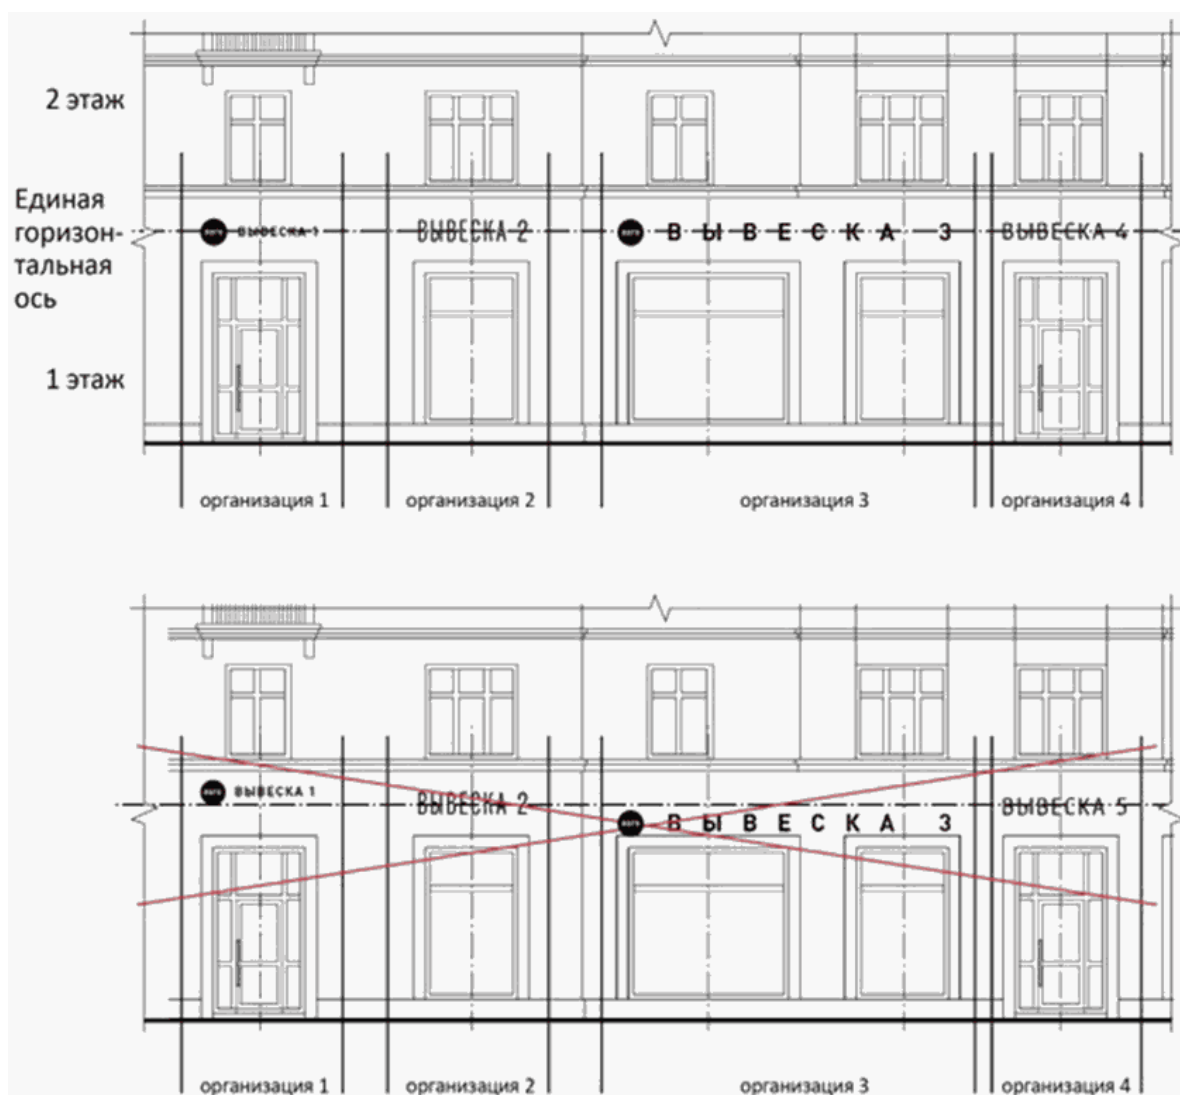 2 этаж
Единая
горизон-
тальная
ось
ВЫВЕСКА 1
ВЫВЕСКА 2
ВЫВЕСКА 3
ВЫВЕСКА 4
1 этаж
организация 1
организация 2
организация 3
организация 4
ВЫВЕСКА 1
ВЫВЕСКА 2
ВЫВЕСКА 3
ВЫВЕСКА 5
организация 1
организация 2
организация 3
организация 4